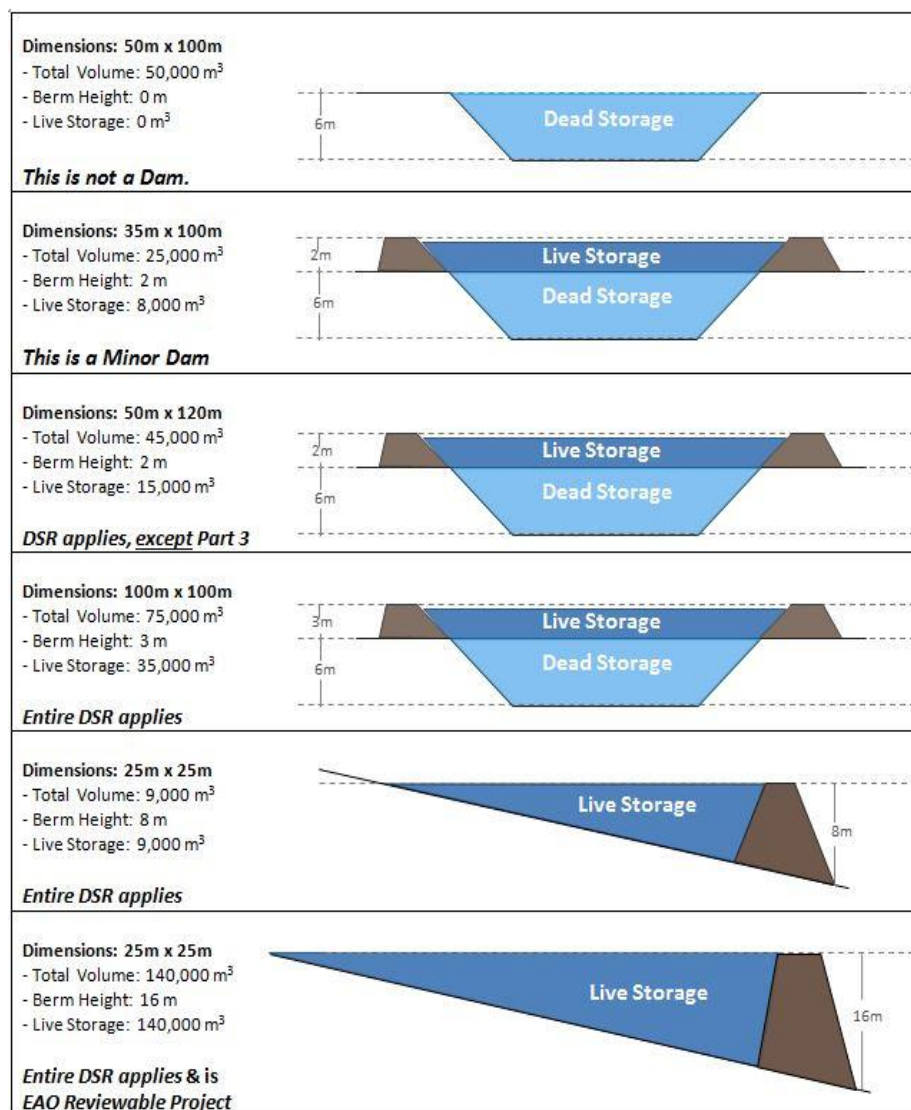 Dimensions: 50m x 100m
- Total Volume: 50,000 m³
- Berm Height: 0 m
- Live Storage: 0 m³
This is not a Dam.
6m
Dead Storage
Dimensions: 35m x 100m
- Total Volume: 25,000 m³
- Berm Height: 2 m
- Live Storage: 8,000 m³
This is a Minor Dam
2m
Live Storage
6m
Dead Storage
Dimensions: 50m x 120m
- Total Volume: 45,000 m³
- Berm Height: 2 m
- Live Storage: 15,000 m³
DSR applies, except Part 3
2m
Live Storage
6m
Dead Storage
Dimensions: 100m x 100m
- Total Volume: 75,000 m³
- Berm Height: 3 m
- Live Storage: 35,000 m³
Entire DSR applies
3m
Live Storage
6m
Dead Storage
Dimensions: 25m x 25m
- Total Volume: 9,000 m³
- Berm Height: 8 m
- Live Storage: 9,000 m³
Entire DSR applies
Live Storage
8m
Dimensions: 25m x 25m
- Total Volume: 140,000 m³
- Berm Height: 16 m
- Live Storage: 140,000 m³
Entire DSR applies & is
EAO Reviewable Project
Live Storage
16m